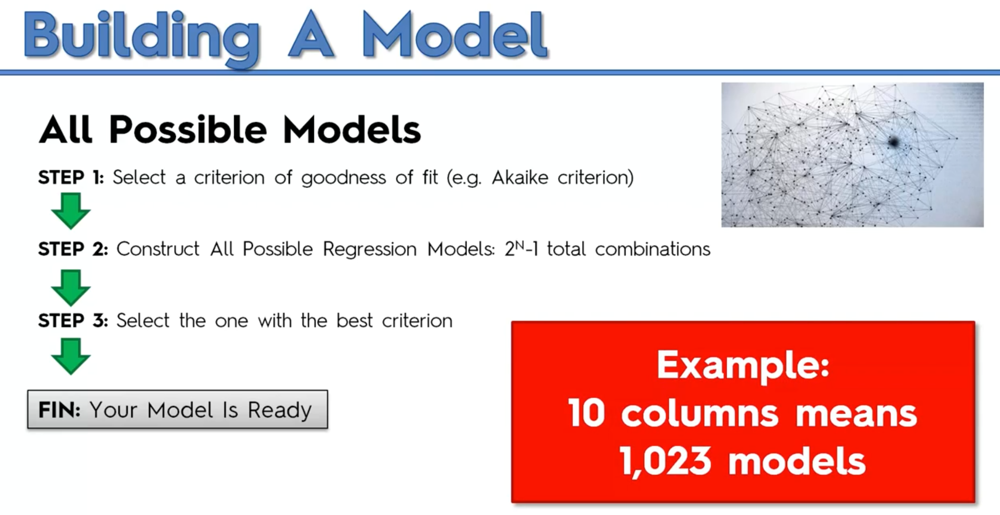 Building A Model
All Possible Models
STEP 1: Select a criterion of goodness of fit (e.g. Akaike criterion)
STEP 2: Construct All Possible Regression Models: 2ᴺ-1 total combinations
STEP 3: Select the one with the best criterion
FIN: Your Model Is Ready
Example:
10 columns means
1,023 models